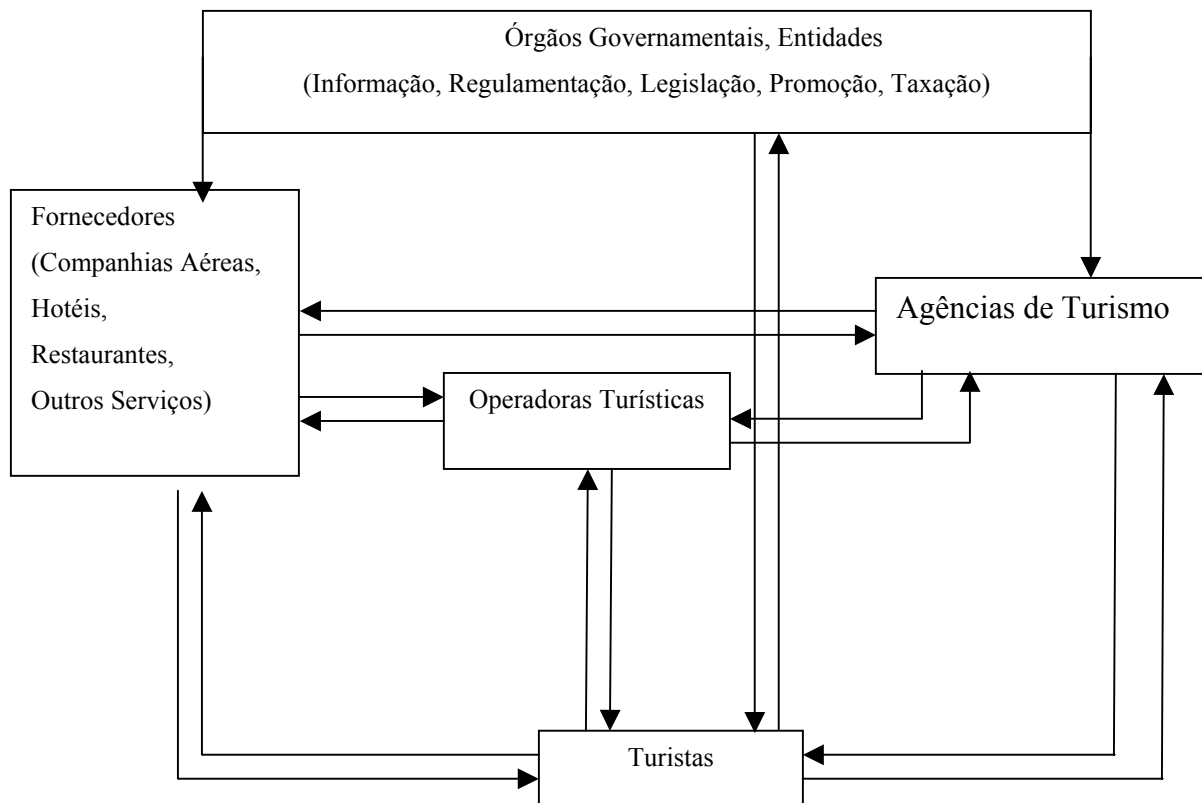 Órgãos Governamentais, Entidades
(Informação, Regulamentação, Legislação, Promoção, Taxação)
Fornecedores
(Companhias Aéreas,
Hotéis,
Restaurantes,
Outros Serviços)
Agências de Turismo
Operadoras Turísticas
Turistas